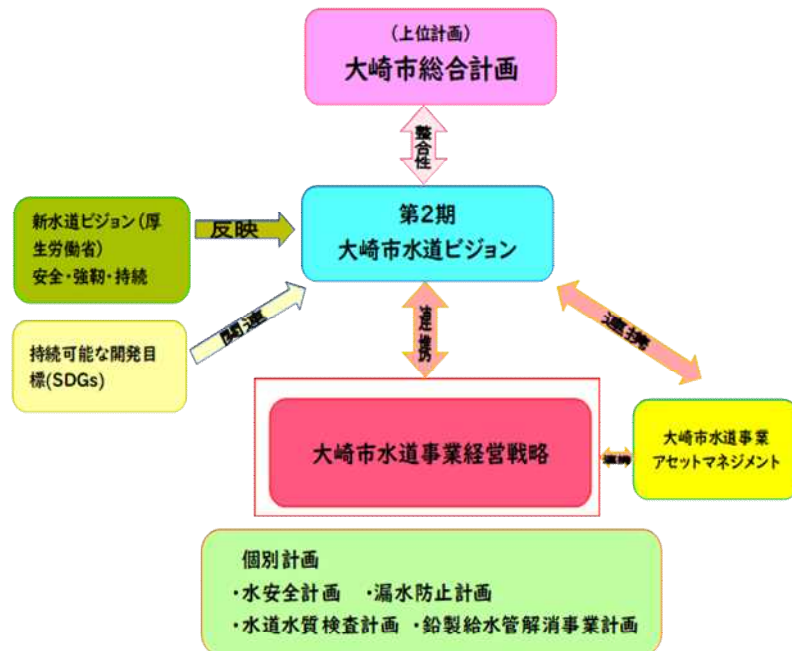 (上位計画)
大崎市総合計画
整合性
新水道ビジョン(厚
生労働省)
安全・強靭・持続
反映
第2期
大崎市水道ビジョン
関連
持続可能な開発目
標(SDGs)
連携
連携
大崎市水道事業経営戦略
連携
大崎市水道事業
アセットマネジメント
個別計画
・水安全計画 ・漏水防止計画
・水道水質検査計画 ・鉛製給水管解消事業計画